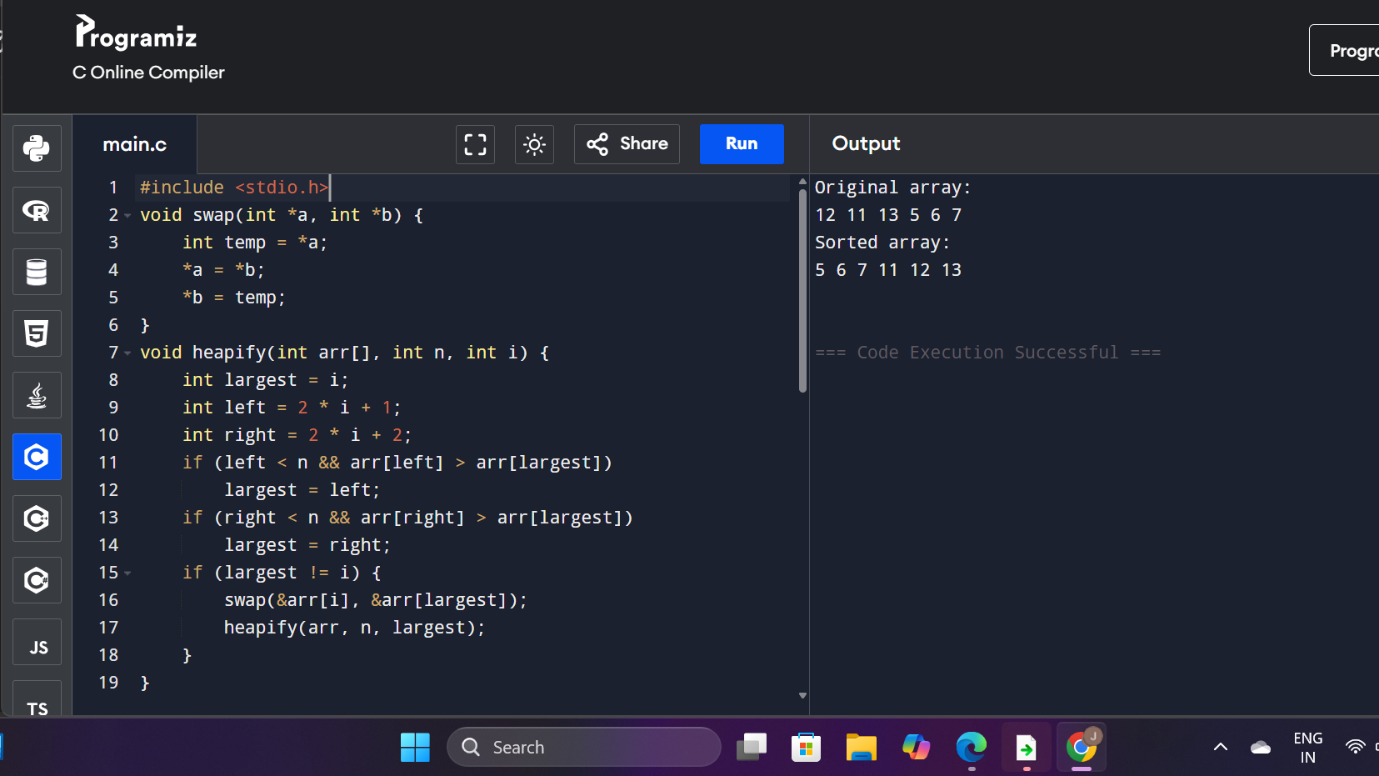 Programiz
C Online Compiler
Progra
main.c
Share
Run
Output
1 #include <stdio.h>
2 void swap(int *a, int *b) {
3     int temp = *a;
4     *a = *b;
5     *b = temp;
6 }
7 void heapify(int arr[], int n, int i) {
8     int largest = i;
9     int left = 2 * i + 1;
10     int right = 2 * i + 2;
11     if (left < n && arr[left] > arr[largest])
12         largest = left;
13     if (right < n && arr[right] > arr[largest])
14         largest = right;
15     if (largest != i) {
16         swap(&arr[i], &arr[largest]);
17         heapify(arr, n, largest);
18     }
19 }
Original array:
12 11 13 5 6 7
Sorted array:
5 6 7 11 12 13
=== Code Execution Successful ===
JS
TS
Search
J
ENG
IN